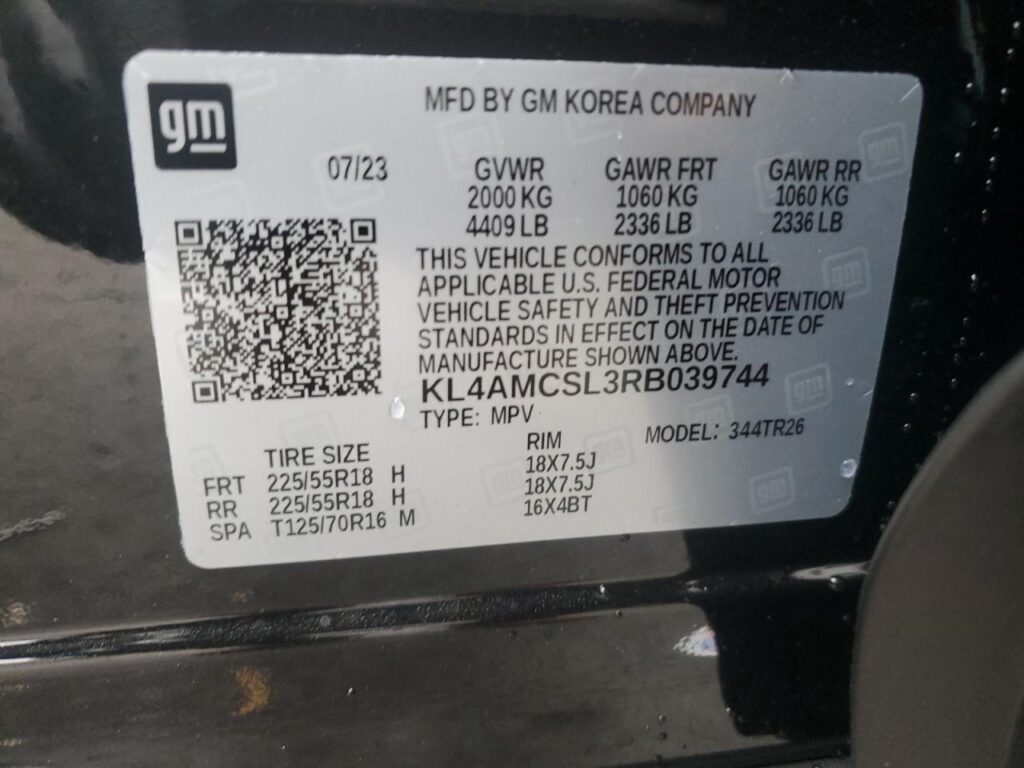 gm
MFD BY GM KOREA COMPANY
07/23
GVWR GAWR FRT GAWR RR
2000 KG 1060 KG 1060 KG
4409 LB 2336 LB 2336 LB
THIS VEHICLE CONFORMS TO ALL
APPLICABLE U.S. FEDERAL MOTOR
VEHICLE SAFETY AND THEFT PREVENTION
STANDARDS IN EFFECT ON THE DATE OF
MANUFACTURE SHOWN ABOVE.
KL4AMCSL3RB039744
TYPE: MPV MODEL: 344TR26
TIRE SIZE RIM
FRT 225/55R18 H 18X7.5J
RR 225/55R18 H 18X7.5J
SPA T125/70R16 M 16X4BT